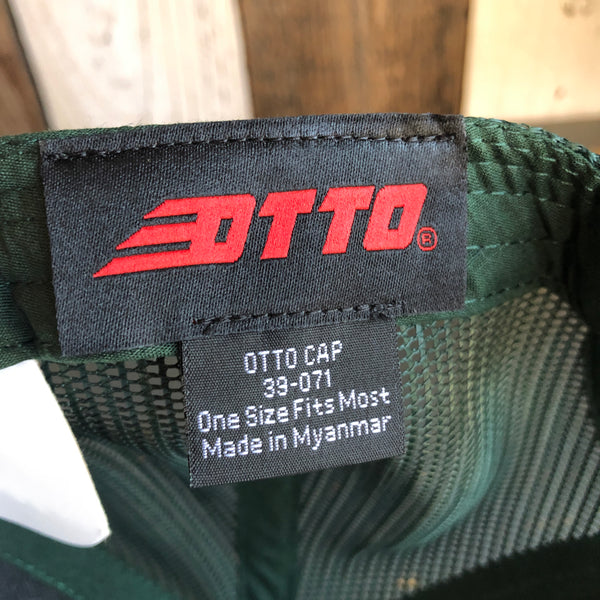 OTTO®
OTTO CAP
39-071
One Size Fits Most
Made in Myanmar